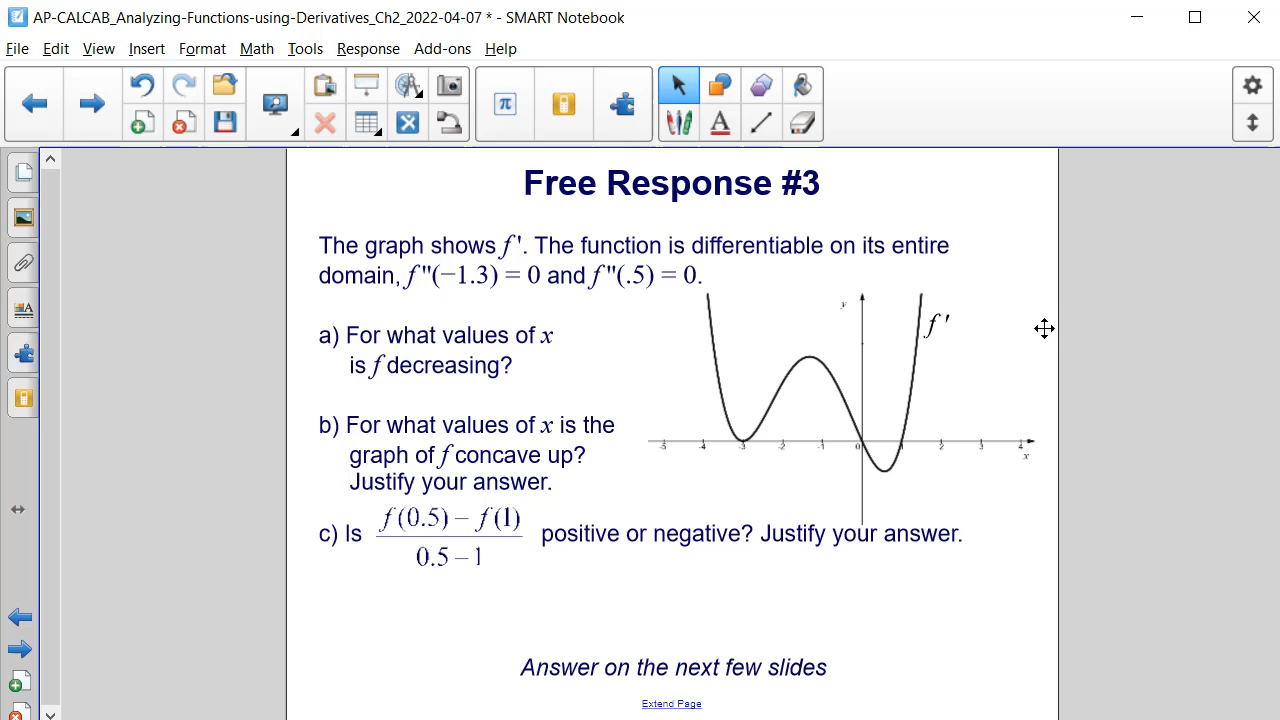 AP-CALCAB_Analyzing-Functions-using-Derivatives_Ch2_2022-04-07 * - SMART Notebook
File Edit View Insert Format Math Tools Response Add-ons Help
π
A
Free Response #3
The graph shows f '. The function is differentiable on its entire
domain, f "(−1.3) = 0 and f "(.5) = 0.
y
f '
a) For what values of x
is f decreasing?
b) For what values of x is the
graph of f concave up?
Justify your answer.
-5 -4 -3 -2 -1 0 1 2 3 4
x
c) Is f(0.5) − f(1) / 0.5 − 1 positive or negative? Justify your answer.
Answer on the next few slides
Extend Page